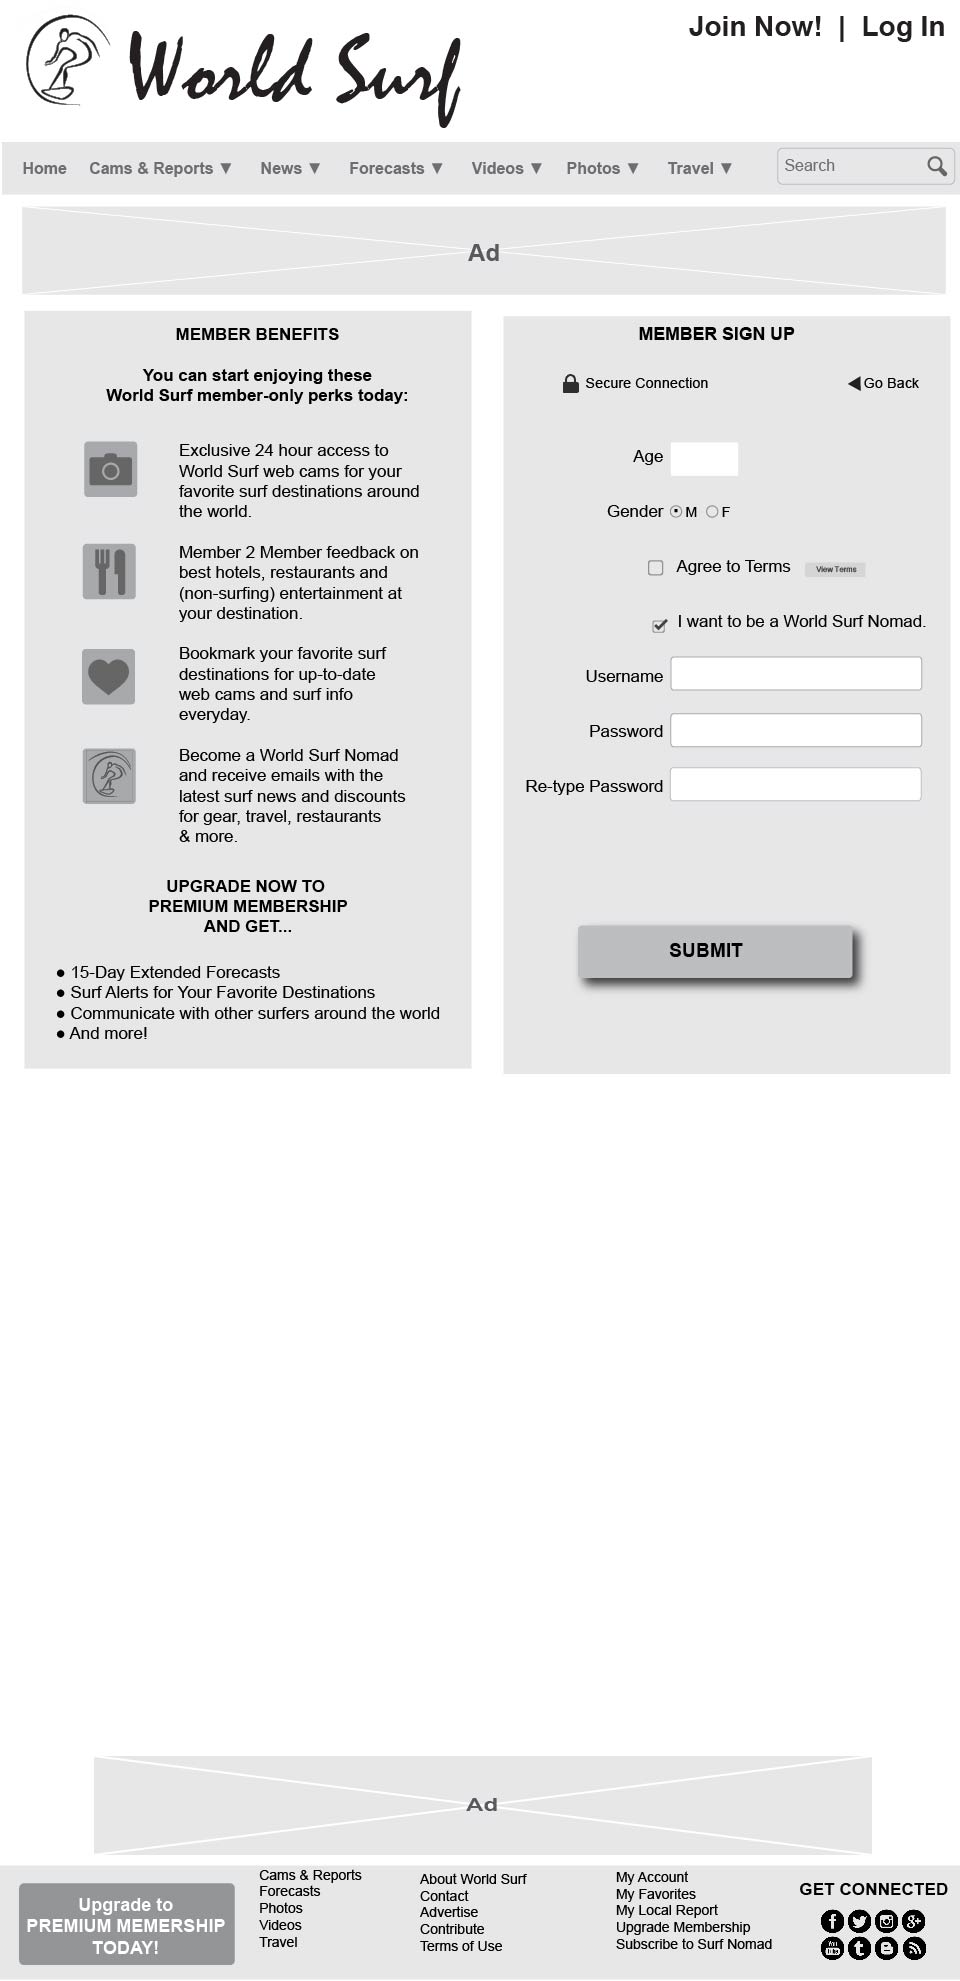 World Surf
Join Now! | Log In
Home Cams & Reports ▼ News ▼ Forecasts ▼ Videos ▼ Photos ▼ Travel ▼ Search
Ad
MEMBER BENEFITS
You can start enjoying these
World Surf member-only perks today:
Exclusive 24 hour access to
World Surf web cams for your
favorite surf destinations around
the world.
Member 2 Member feedback on
best hotels, restaurants and
(non-surfing) entertainment at
your destination.
Bookmark your favorite surf
destinations for up-to-date
web cams and surf info
everyday.
Become a World Surf Nomad
and receive emails with the
latest surf news and discounts
for gear, travel, restaurants
& more.
UPGRADE NOW TO
PREMIUM MEMBERSHIP
AND GET...
● 15-Day Extended Forecasts
● Surf Alerts for Your Favorite Destinations
● Communicate with other surfers around the world
● And more!
MEMBER SIGN UP
Secure Connection ◀Go Back
Age
Gender M F
Agree to Terms View Terms
I want to be a World Surf Nomad.
Username
Password
Re-type Password
SUBMIT
Ad
Upgrade to
PREMIUM MEMERSHIP
TODAY!
Cams & Reports
Forecasts
Photos
Videos
Travel
About World Surf
Contact
Advertise
Contribute
Terms of Use
My Account
My Favorites
My Local Report
Upgrade Membership
Subscribe to Surf Nomad
GET CONNECTED
f g+
You Tube t B